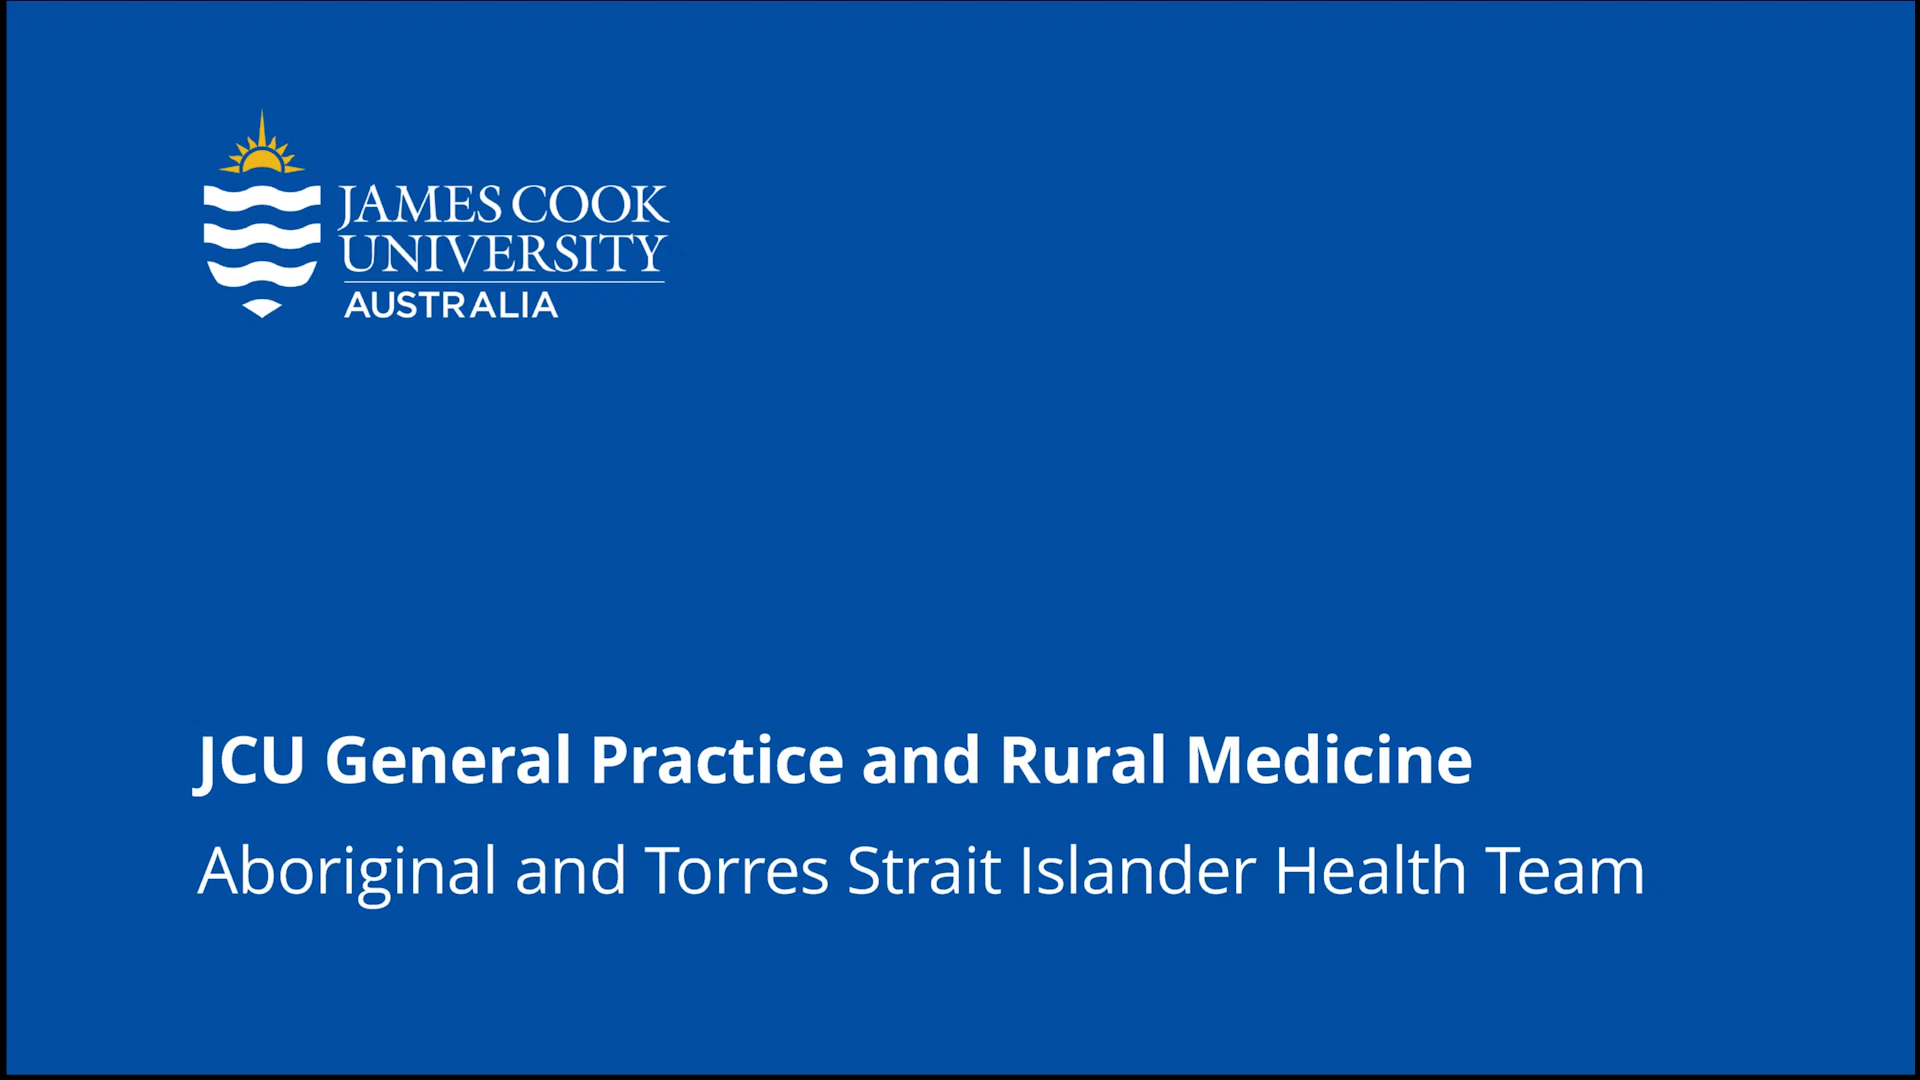 JAMES COOK
UNIVERSITY
AUSTRALIA
JCU General Practice and Rural Medicine
Aboriginal and Torres Strait Islander Health Team